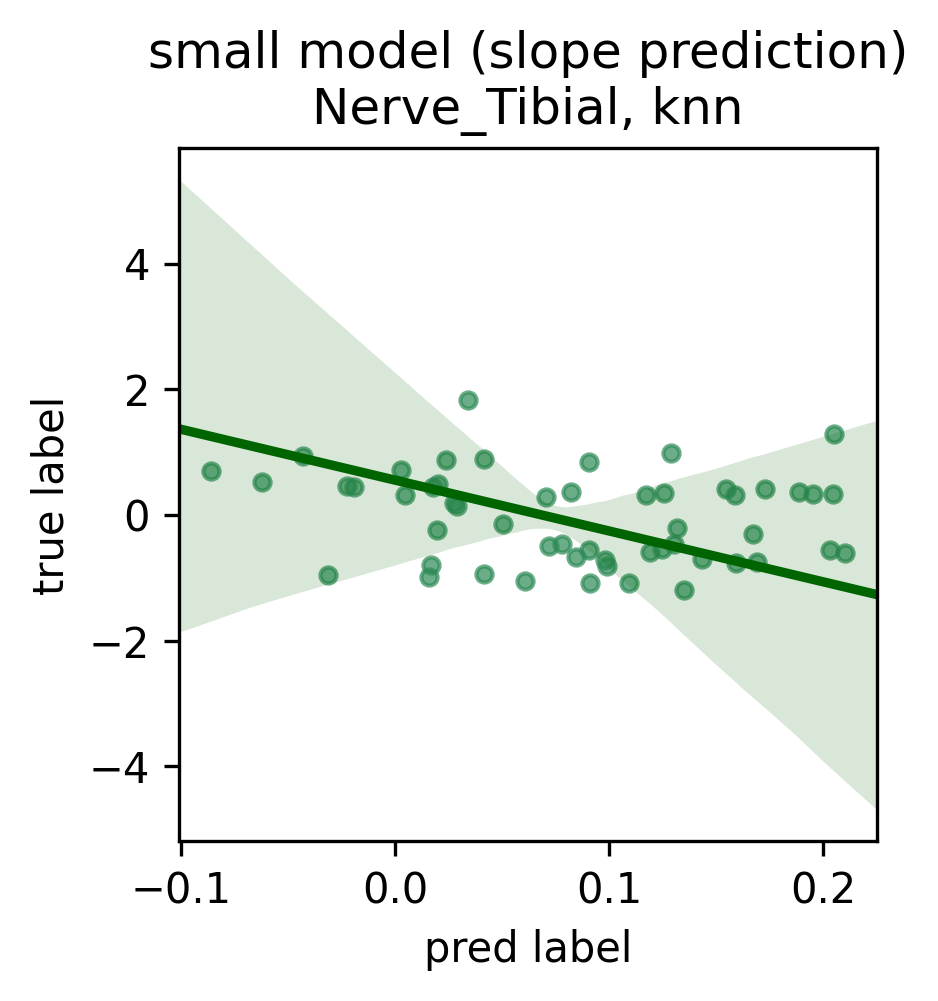 small model (slope prediction)
Nerve_Tibial, knn
4
2
0
−2
−4
true label
−0.1 0.0 0.1 0.2
pred label